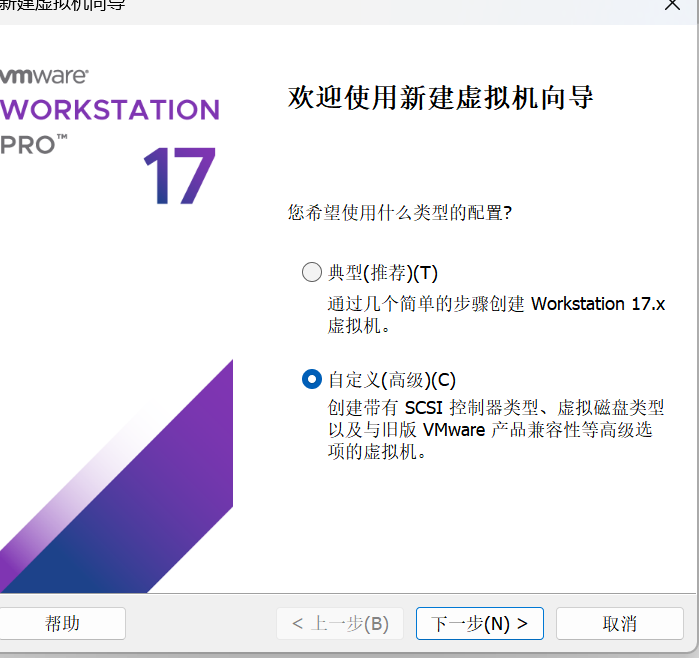 新建虚拟机向导
vmware®
WORKSTATION
PRO™
17
欢迎使用新建虚拟机向导
您希望使用什么类型的配置?
典型(推荐)(T)
通过几个简单的步骤创建 Workstation 17.x
虚拟机。
自定义(高级)(C)
创建带有 SCSI 控制器类型、虚拟磁盘类型
以及与旧版 VMware 产品兼容性等高级选
项的虚拟机。
帮助
< 上一步(B)
下一步(N) >
取消